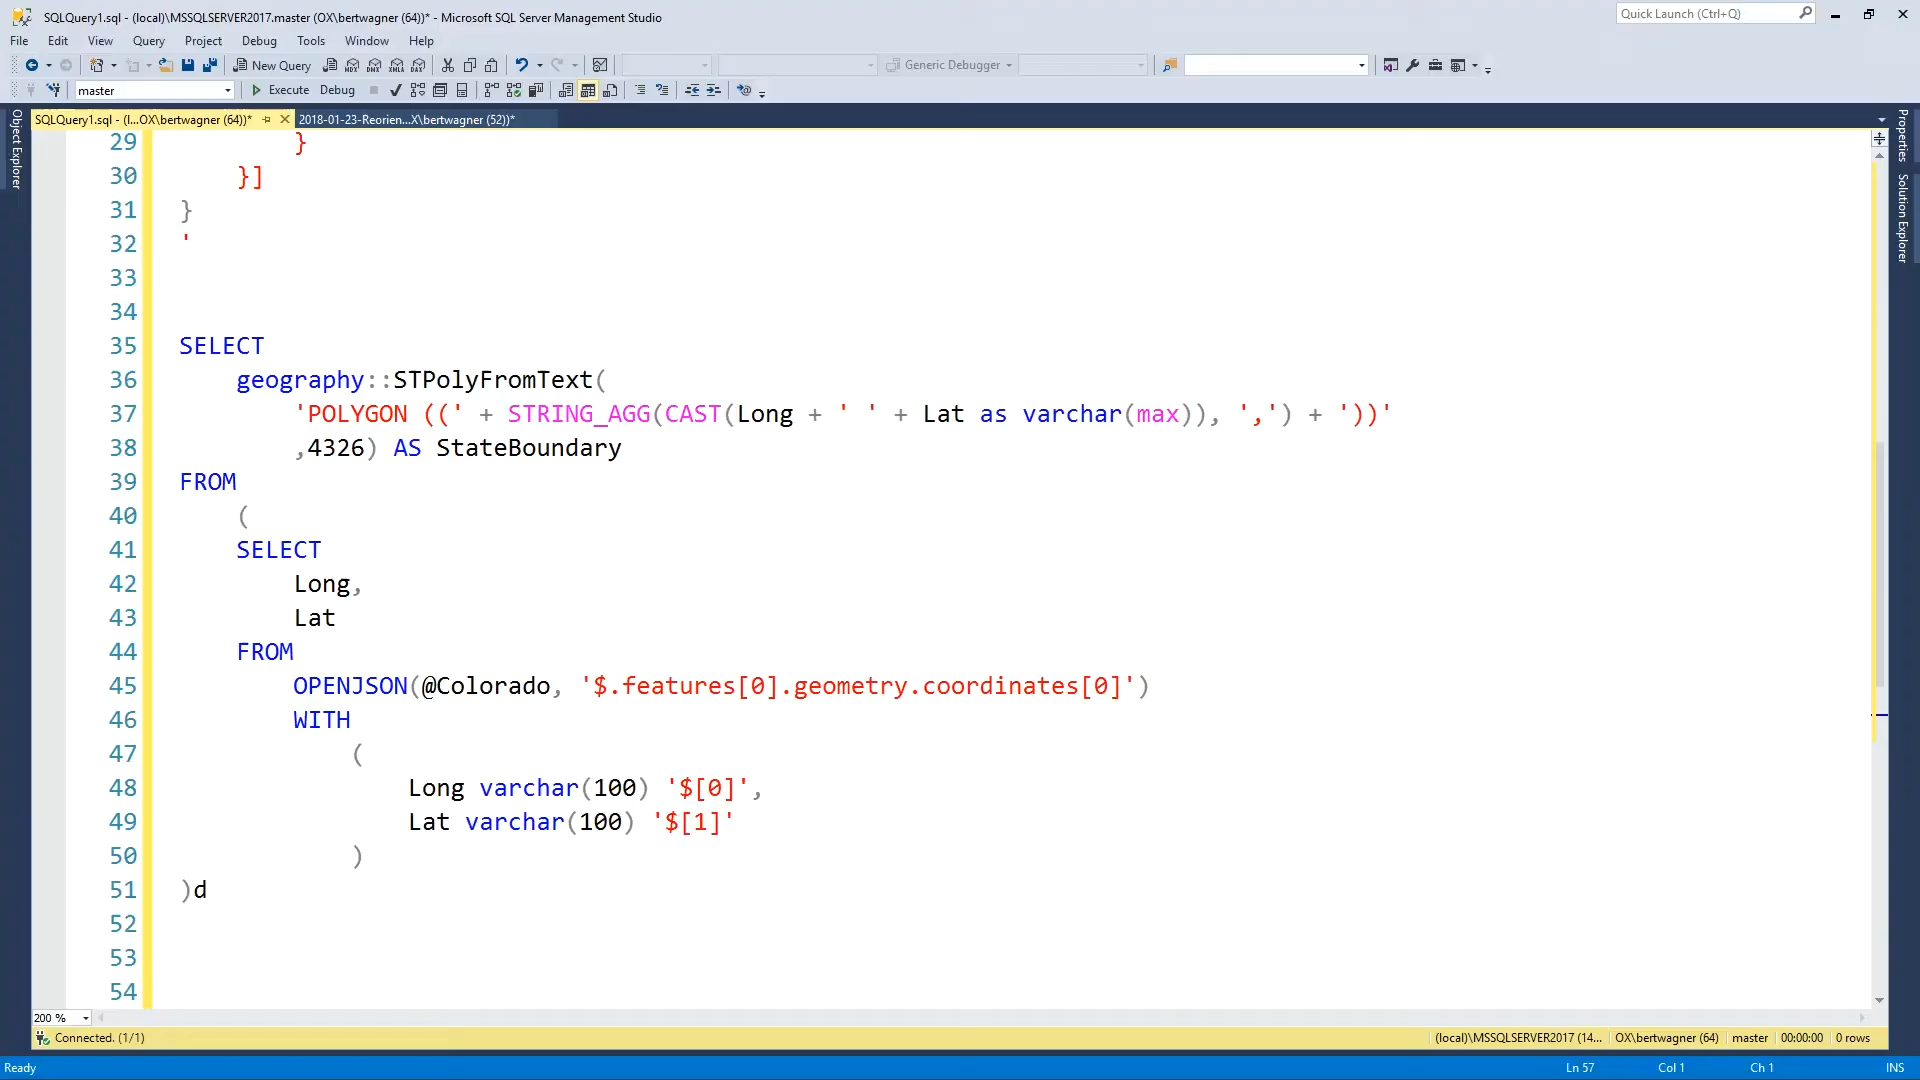 SQLQuery1.sql - (local)\MSSQLSERVER2017.master (OX\bertwagner (64))* - Microsoft SQL Server Management Studio
Quick Launch (Ctrl+Q)
File Edit View Query Project Debug Tools Window Help
New Query
Generic Debugger
master
Execute Debug
SQLQuery1.sql - (l...OX\bertwagner (64))*
2018-01-23-Reorien...X\bertwagner (52))*
Object Explorer
Properties
Solution Explorer
29 }
30 }]
31 }
32 '
33
34
35 SELECT
36 geography::STPolyFromText(
37 'POLYGON ((' + STRING_AGG(CAST(Long + ' ' + Lat as varchar(max)), ',') + '))'
38 ,4326) AS StateBoundary
39 FROM
40 (
41 SELECT
42 Long,
43 Lat
44 FROM
45 OPENJSON(@Colorado, '$.features[0].geometry.coordinates[0]')
46 WITH
47 (
48 Long varchar(100) '$[0]',
49 Lat varchar(100) '$[1]'
50 )
51 )d
52
53
54
200 %
Connected. (1/1)
(local)\MSSQLSERVER2017 (14... OX\bertwagner (64) master 00:00:00 0 rows
Ready
Ln 57 Col 1 Ch 1 INS